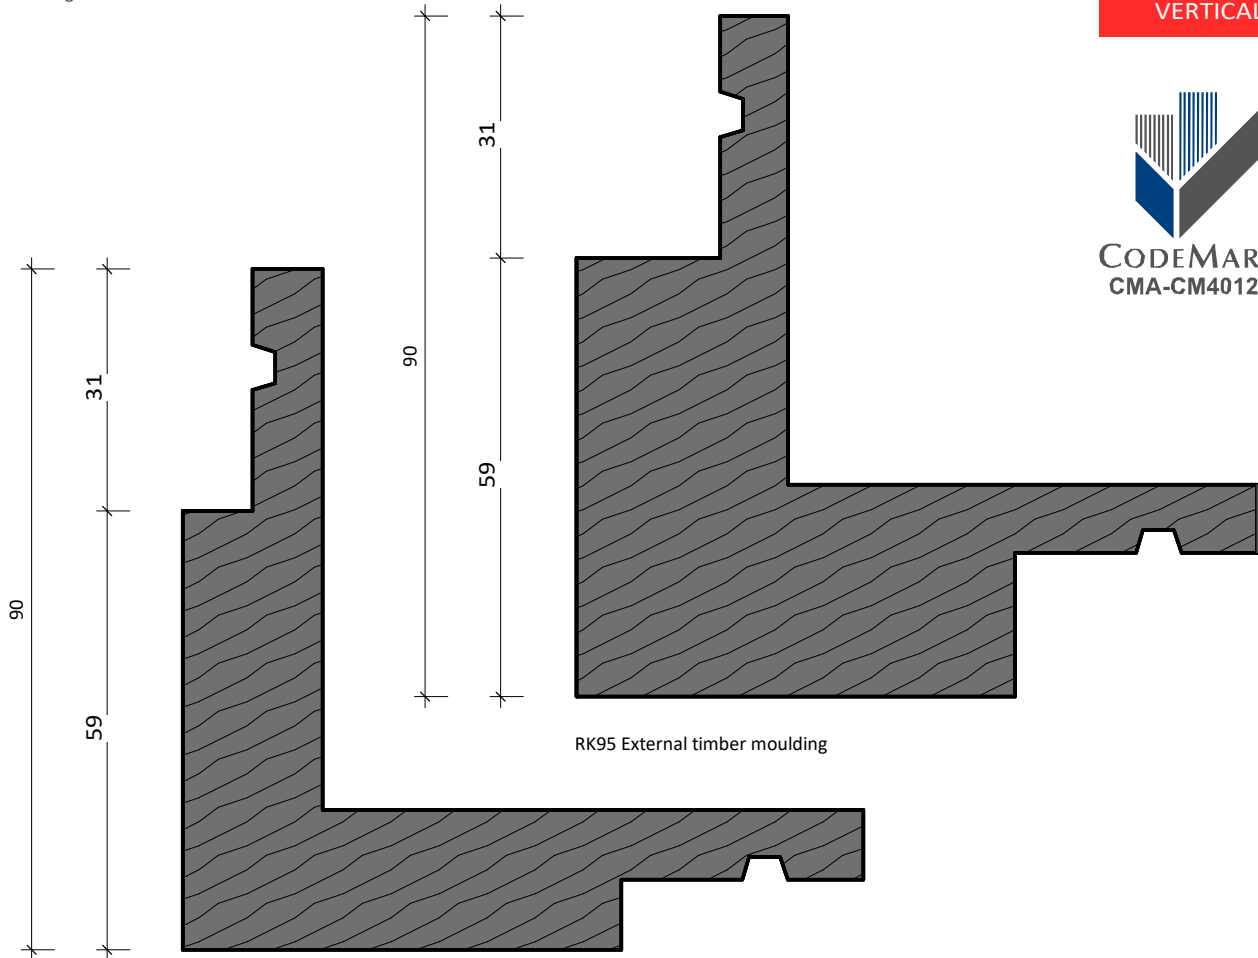 VERTICAL
31
CODEMAR
CMA-CM4012
90
31
59
90
59
RK95 External timber moulding